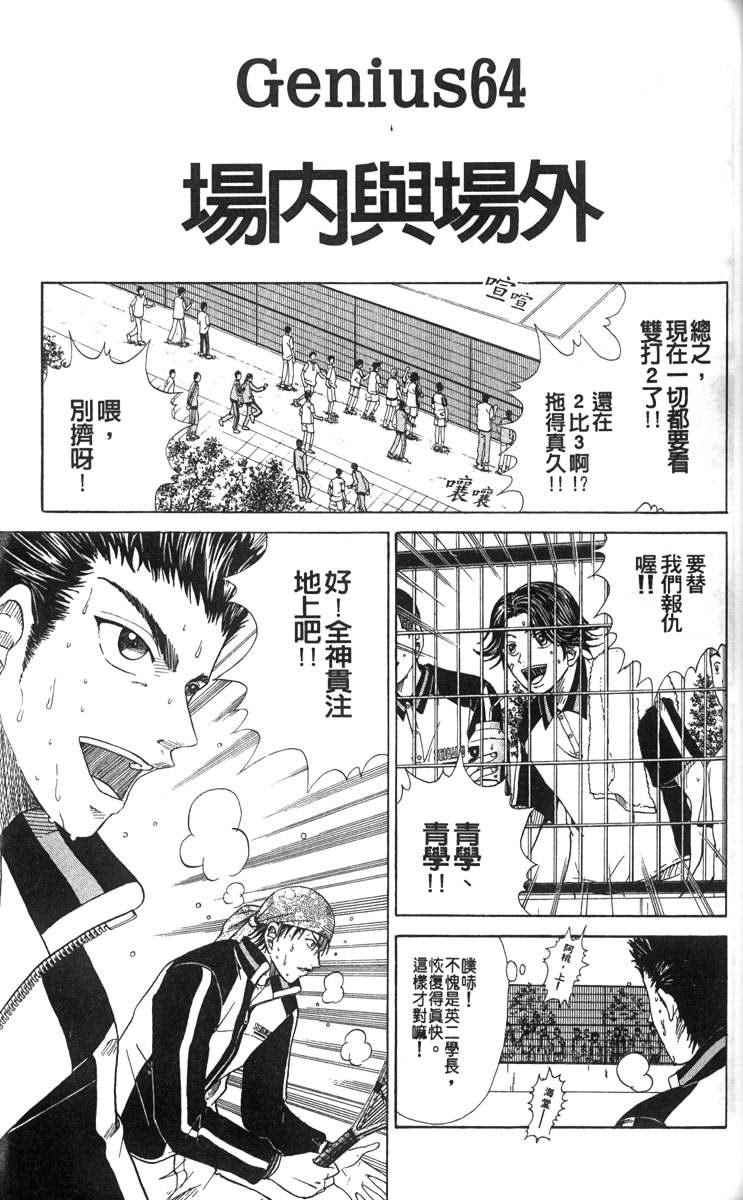 Genius64
場內與場外
總之，
現在一切都要看
雙打2了!!
喧喧
還在
2比3啊!?
拖得真久!!
嚷嚷
喂，
別擠呀！
要替
我們報仇
喔!!
青學、
青學!!
好！全神貫注
地上吧!!
阿桃，上—
噗哧！
不愧是英二學長，
恢復得真快。
這樣才對嘛！
海堂—